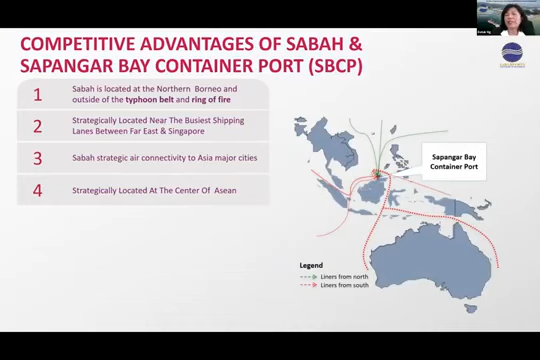 COMPETITIVE ADVANTAGES OF SABAH &
SAPANGAR BAY CONTAINER PORT (SBCP)
1
Sabah is located at the Northern Borneo and
outside of the typhoon belt and ring of fire
2
Strategically Located Near The Busiest Shipping
Lanes Between Far East & Singapore
3
Sabah strategic air connectivity to Asia major cities
4
Strategically Located At The Center Of Asean
Sapangar Bay
Container Port
Legend
Liners from north
Liners from south